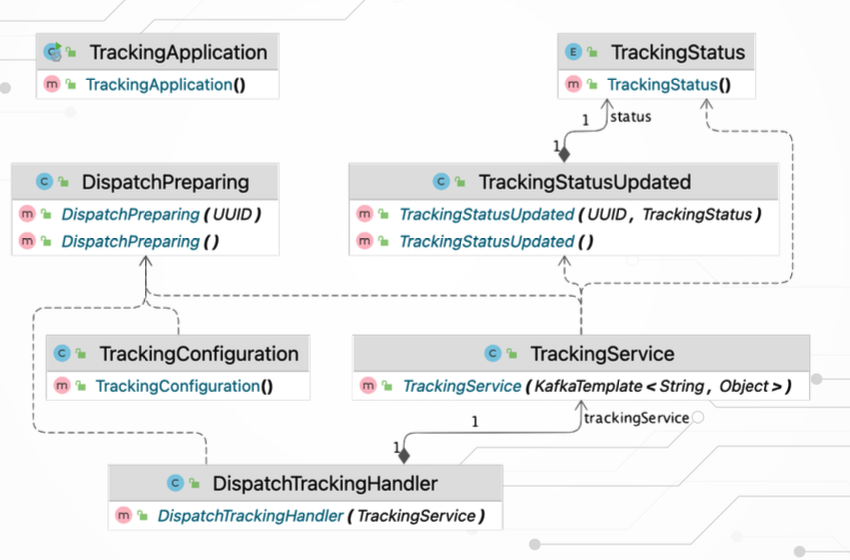 TrackingApplication
TrackingApplication()
TrackingStatus
TrackingStatus()
1 status
1
DispatchPreparing
DispatchPreparing (UUID)
DispatchPreparing ()
TrackingStatusUpdated
TrackingStatusUpdated (UUID, TrackingStatus)
TrackingStatusUpdated ()
TrackingConfiguration
TrackingConfiguration()
TrackingService
TrackingService (KafkaTemplate<String, Object>)
1 trackingService
1
DispatchTrackingHandler
DispatchTrackingHandler (TrackingService)